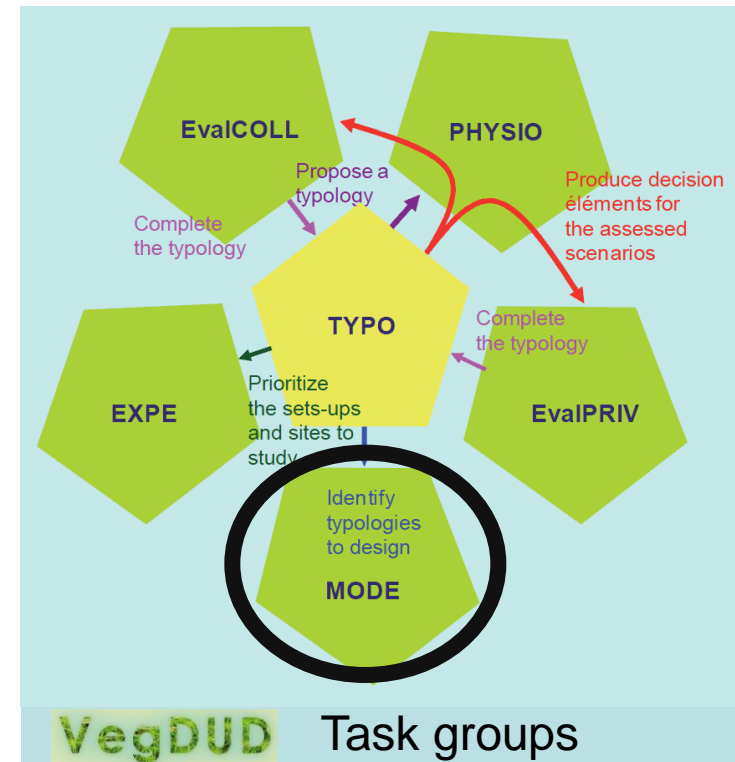 EvalCOLL
PHYSIO
Propose a
typology
Produce decision
éléments for
the assessed
scenarios
Complete
the typology
TYPO
Complete
the typology
Prioritize
the sets-ups
and sites to
study
EXPE
EvalPRIV
Identify
typologies
to design
MODE
VegDUD Task groups